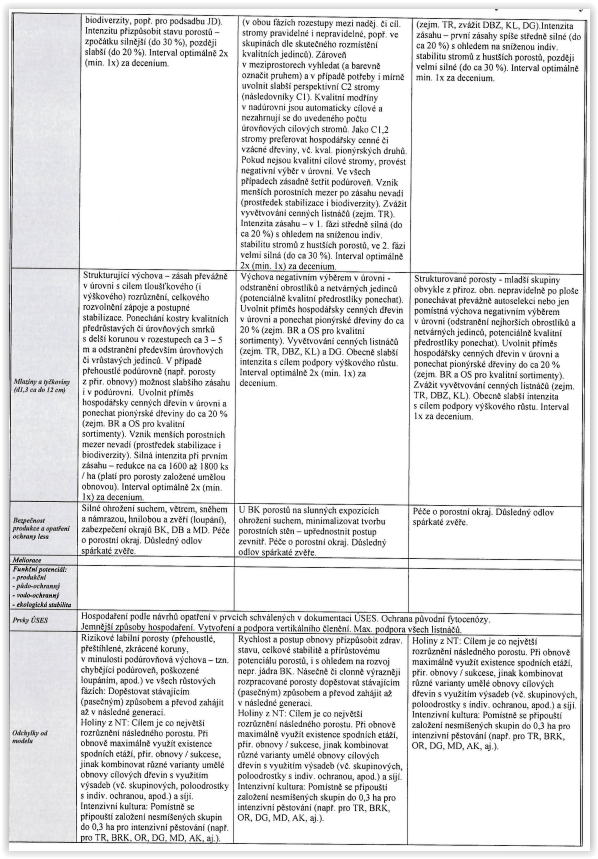 biodiverzity, popř. pro podsadbu JD).
Intenzitu přizpůsobit stavu porostů –
zpočátku silnější (do 30 %), později
slabší (do 20 %). Interval optimálně 2x
(min. 1x) za decenium.
(v obou fázích rozestupy mezi naděj. či cíl.
stromy pravidelné i nepravidelné, popř. ve
skupinách dle skutečného rozmístění
kvalitních jedinců). Zároveň
v meziprostorech vyhledat (a barevně
označit pruhem) a v případě potřeby i mírně
uvolnit slabší perspektivní C2 stromy
(následovníky C1). Kvalitní modříny
v nadúrovni jsou automaticky cílové a
nezahrnují se do uvedeného počtu
úrovňových cílových stromů. Jako C1,2
stromy preferovat hospodářsky cenné či
vzácné dřeviny, vč. kval. pionýrských druhů.
Pokud nejsou kvalitní cílové stromy, provést
negativní výběr v úrovni. Ve všech
případech zásadně šetřit podúroveň. Vznik
menších porostních mezer po zásahu nevadí
(prostředek stabilizace i biodiverzity). Zvážit
vyvětvování cenných listnáčů (zejm. TR).
Intenzita zásahu – v 1. fázi středně silná (do
ca 20 %) s ohledem na sníženou indiv.
stabilitu stromů z hustších porostů, ve 2. fázi
velmi silná (do ca 30 %). Interval optimálně
2x (min. 1x) za decenium.
(zejm. TR, zvážit DBZ, KL, DG).Intenzita
zásahu – první zásahy spíše středně silné (do
ca 20 %) s ohledem na sníženou indiv.
stabilitu stromů z hustších porostů, později
velmi silné (do ca 30 %). Interval optimálně
min. 1x za decenium.
Mlaziny a tyčkoviny
(d1,3 ca do 12 cm)
Strukturující výchova – zásah převážně
v úrovni s cílem tloušťkového (i
výškového) rozrůznění, celkového
rozvolnění zápoje a postupné
stabilizace. Ponechání kostry kvalitních
předrůstavých či úrovňových smrků
s delší korunou v rozestupech ca 3 – 5
m a odstranění především úrovňových
či vrůstavých jedinců. V případě
přehoustlé podúrovně (např. porosty
z přir. obnovy) možnost slabšího zásahu
i v podúrovni. Uvolnit příměs
hospodářsky cenných dřevin v úrovni a
ponechat pionýrské dřeviny do ca 20 %
(zejm. BR a OS pro kvalitní
sortimenty). Vznik menších porostních
mezer nevadí (prostředek stabilizace i
biodiverzity). Silná intenzita při prvním
zásahu – redukce na ca 1600 až 1800 ks
/ ha (platí pro porosty založené umělou
obnovou). Interval optimálně 2x (min.
1x) za decenium.
Výchova negativním výběrem v úrovni -
odstranění obrostlíků a netvárných jedinců
(potenciálně kvalitní předrostlíky ponechat).
Uvolnit příměs hospodářsky cenných dřevin
v úrovni a ponechat pionýrské dřeviny do ca
20 % (zejm. BR a OS pro kvalitní
sortimenty). Vyvětvování cenných listnáčů
(zejm. TR, DBZ, KL) a DG. Obecně slabší
intenzita s cílem podpory výškového růstu.
Interval optimálně 2x (min. 1x) za
decenium.
Strukturované porosty - mladší skupiny
obvykle z přiroz. obn. nepravidelně po ploše
ponechávat převážně autoselekci nebo jen
pomístná výchova negativním výběrem
v úrovni (odstranění nejhorších obrostlíků a
netvárných jedinců, potenciálně kvalitní
předrostlíky ponechat). Uvolnit příměs
hospodářsky cenných dřevin v úrovni a
ponechat pionýrské dřeviny do ca 20 %
(zejm. BR a OS pro kvalitní sortimenty).
Zvážit vyvětvování cenných listnáčů (zejm.
TR, DBZ, KL). Obecně slabší intenzita
s cílem podpory výškového růstu. Interval
1x za decenium.
Bezpečnost
produkce a opatření
ochrany lesa
Silné ohrožení suchem, větrem, sněhem
a námrazou, hnilobou a zvěří (loupání),
zabezpečení okrajů BK, DB a MD. Péče
o porostní okraj. Důsledný odlov
spárkaté zvěře.
U BK porostů na slunných expozicích
ohrožení suchem, minimalizovat tvorbu
porostních stěn – upřednostnit postup
zevnitř. Péče o porostní okraj. Důsledný
odlov spárkaté zvěře.
Péče o porostní okraj. Důsledný odlov
spárkaté zvěře.
Meliorace
Funkční potenciál:
- produkční
- půdo-ochranný
- vodo-ochranný
- ekologická stabilita
Prvky ÚSES
Hospodaření podle návrhů opatření v prvcích schválených v dokumentaci ÚSES. Ochrana původní fytocenózy.
Jemnější způsoby hospodaření. Vytvoření a podpora vertikálního členění. Max. podpora všech listnáčů.
Odchylky od
modelu
Rizikové labilní porosty (přehoustlé,
přeštíhlené, zkrácené koruny,
v minulosti podúrovňová výchova – tzn.
chybějící podúroveň, poškozené
loupáním, apod.) ve všech růstových
fázích: Dopěstovat stávajícím
(pasečným) způsobem a převod zahájit
až v následné generaci.
Holiny z NT: Cílem je co největší
rozrůznění následného porostu. Při
obnově maximálně využít existence
spodních etáží, přir. obnovy / sukcese,
jinak kombinovat různé varianty umělé
obnovy cílových dřevin s využitím
výsadeb (vč. skupinových, poloodrostky
s indiv. ochranou, apod.) a síjí.
Intenzivní kultura: Pomístně se
připouští založení nesmíšených skupin
do 0,3 ha pro intenzivní pěstování (např.
pro TR, BRK, OR, DG, MD, AK, aj.).
Rychlost a postup obnovy přizpůsobit zdrav.
stavu, celkové stabilitě a přírůstovému
potenciálu porostů, i s ohledem na rozvoj
nepr. jádra BK. Násečně či clonně výrazněji
rozpracované porosty dopěstovat stávajícím
(pasečným) způsobem a převod zahájit až
v následné generaci.
Holiny z NT: Cílem je co největší
rozrůznění následného porostu. Při obnově
maximálně využít existence spodních etáží,
přir. obnovy / sukcese, jinak kombinovat
různé varianty umělé obnovy cílových
dřevin s využitím výsadeb (vč. skupinových,
poloodrostky s indiv. ochranou, apod.) a síjí.
Intenzivní kultura: Pomístně se připouští
založení nesmíšených skupin do 0,3 ha pro
intenzivní pěstování (např. pro TR, BRK,
OR, DG, MD, AK, aj.).
Holiny z NT: Cílem je co největší
rozrůznění následného porostu. Při obnově
maximálně využít existence spodních etáží,
přir. obnovy / sukcese, jinak kombinovat
různé varianty umělé obnovy cílových
dřevin s využitím výsadeb (vč. skupinových,
poloodrostky s indiv. ochranou, apod.) a síjí.
Intenzivní kultura: Pomístně se připouští
založení nesmíšených skupin do 0,3 ha pro
intenzivní pěstování (např. pro TR, BRK,
OR, DG, MD, AK, aj.).